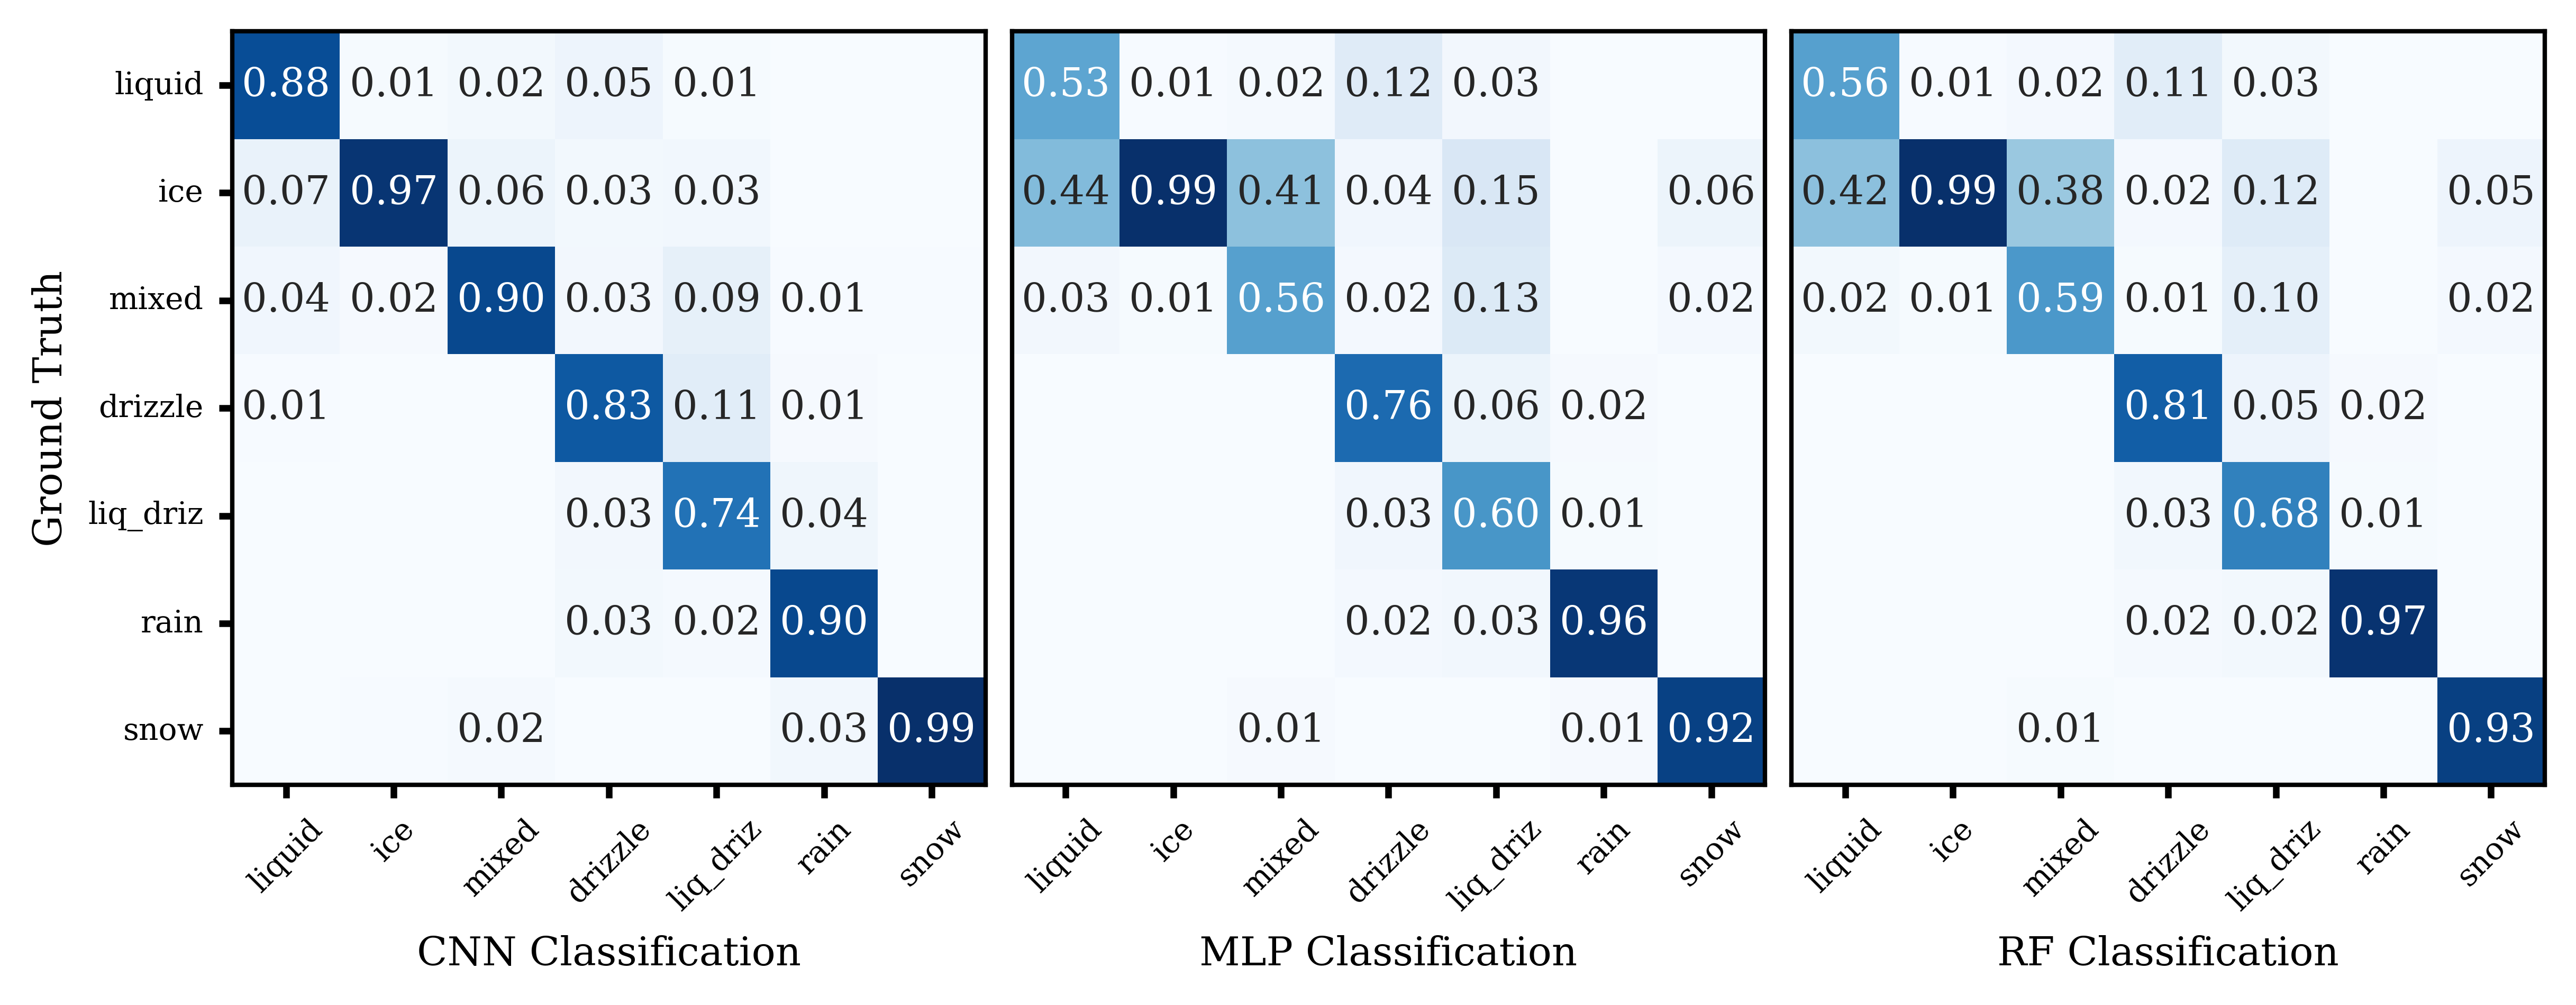 Ground Truth
liquid 0.88 0.01 0.02 0.05 0.01 0.53 0.01 0.02 0.12 0.03 0.56 0.01 0.02 0.11 0.03
ice 0.07 0.97 0.06 0.03 0.03 0.44 0.99 0.41 0.04 0.15 0.06 0.42 0.99 0.38 0.02 0.12 0.05
mixed 0.04 0.02 0.90 0.03 0.09 0.01 0.03 0.01 0.56 0.02 0.13 0.02 0.02 0.01 0.59 0.01 0.10 0.02
drizzle 0.01 0.83 0.11 0.01 0.76 0.06 0.02 0.81 0.05 0.02
liq_driz 0.03 0.74 0.04 0.03 0.60 0.01 0.03 0.68 0.01
rain 0.03 0.02 0.90 0.02 0.03 0.96 0.02 0.02 0.97
snow 0.02 0.03 0.99 0.01 0.01 0.92 0.01 0.93
liquid ice mixed drizzle liq_driz rain snow liquid ice mixed drizzle liq_driz rain snow liquid ice mixed drizzle liq_driz rain snow
CNN Classification MLP Classification RF Classification